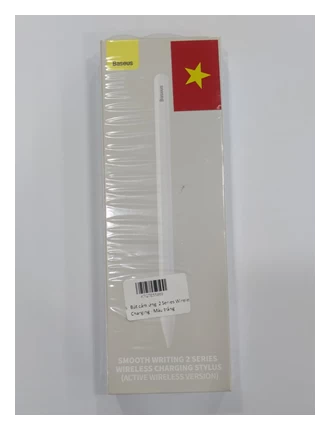 Baseus
Baseus
Bút cảm ứng 2 Series Wireless
Charging - Màu trắng
SMOOTH WRITING 2 SERIES
WIRELESS CHARGING STYLUS
(ACTIVE WIRELESS VERSION)